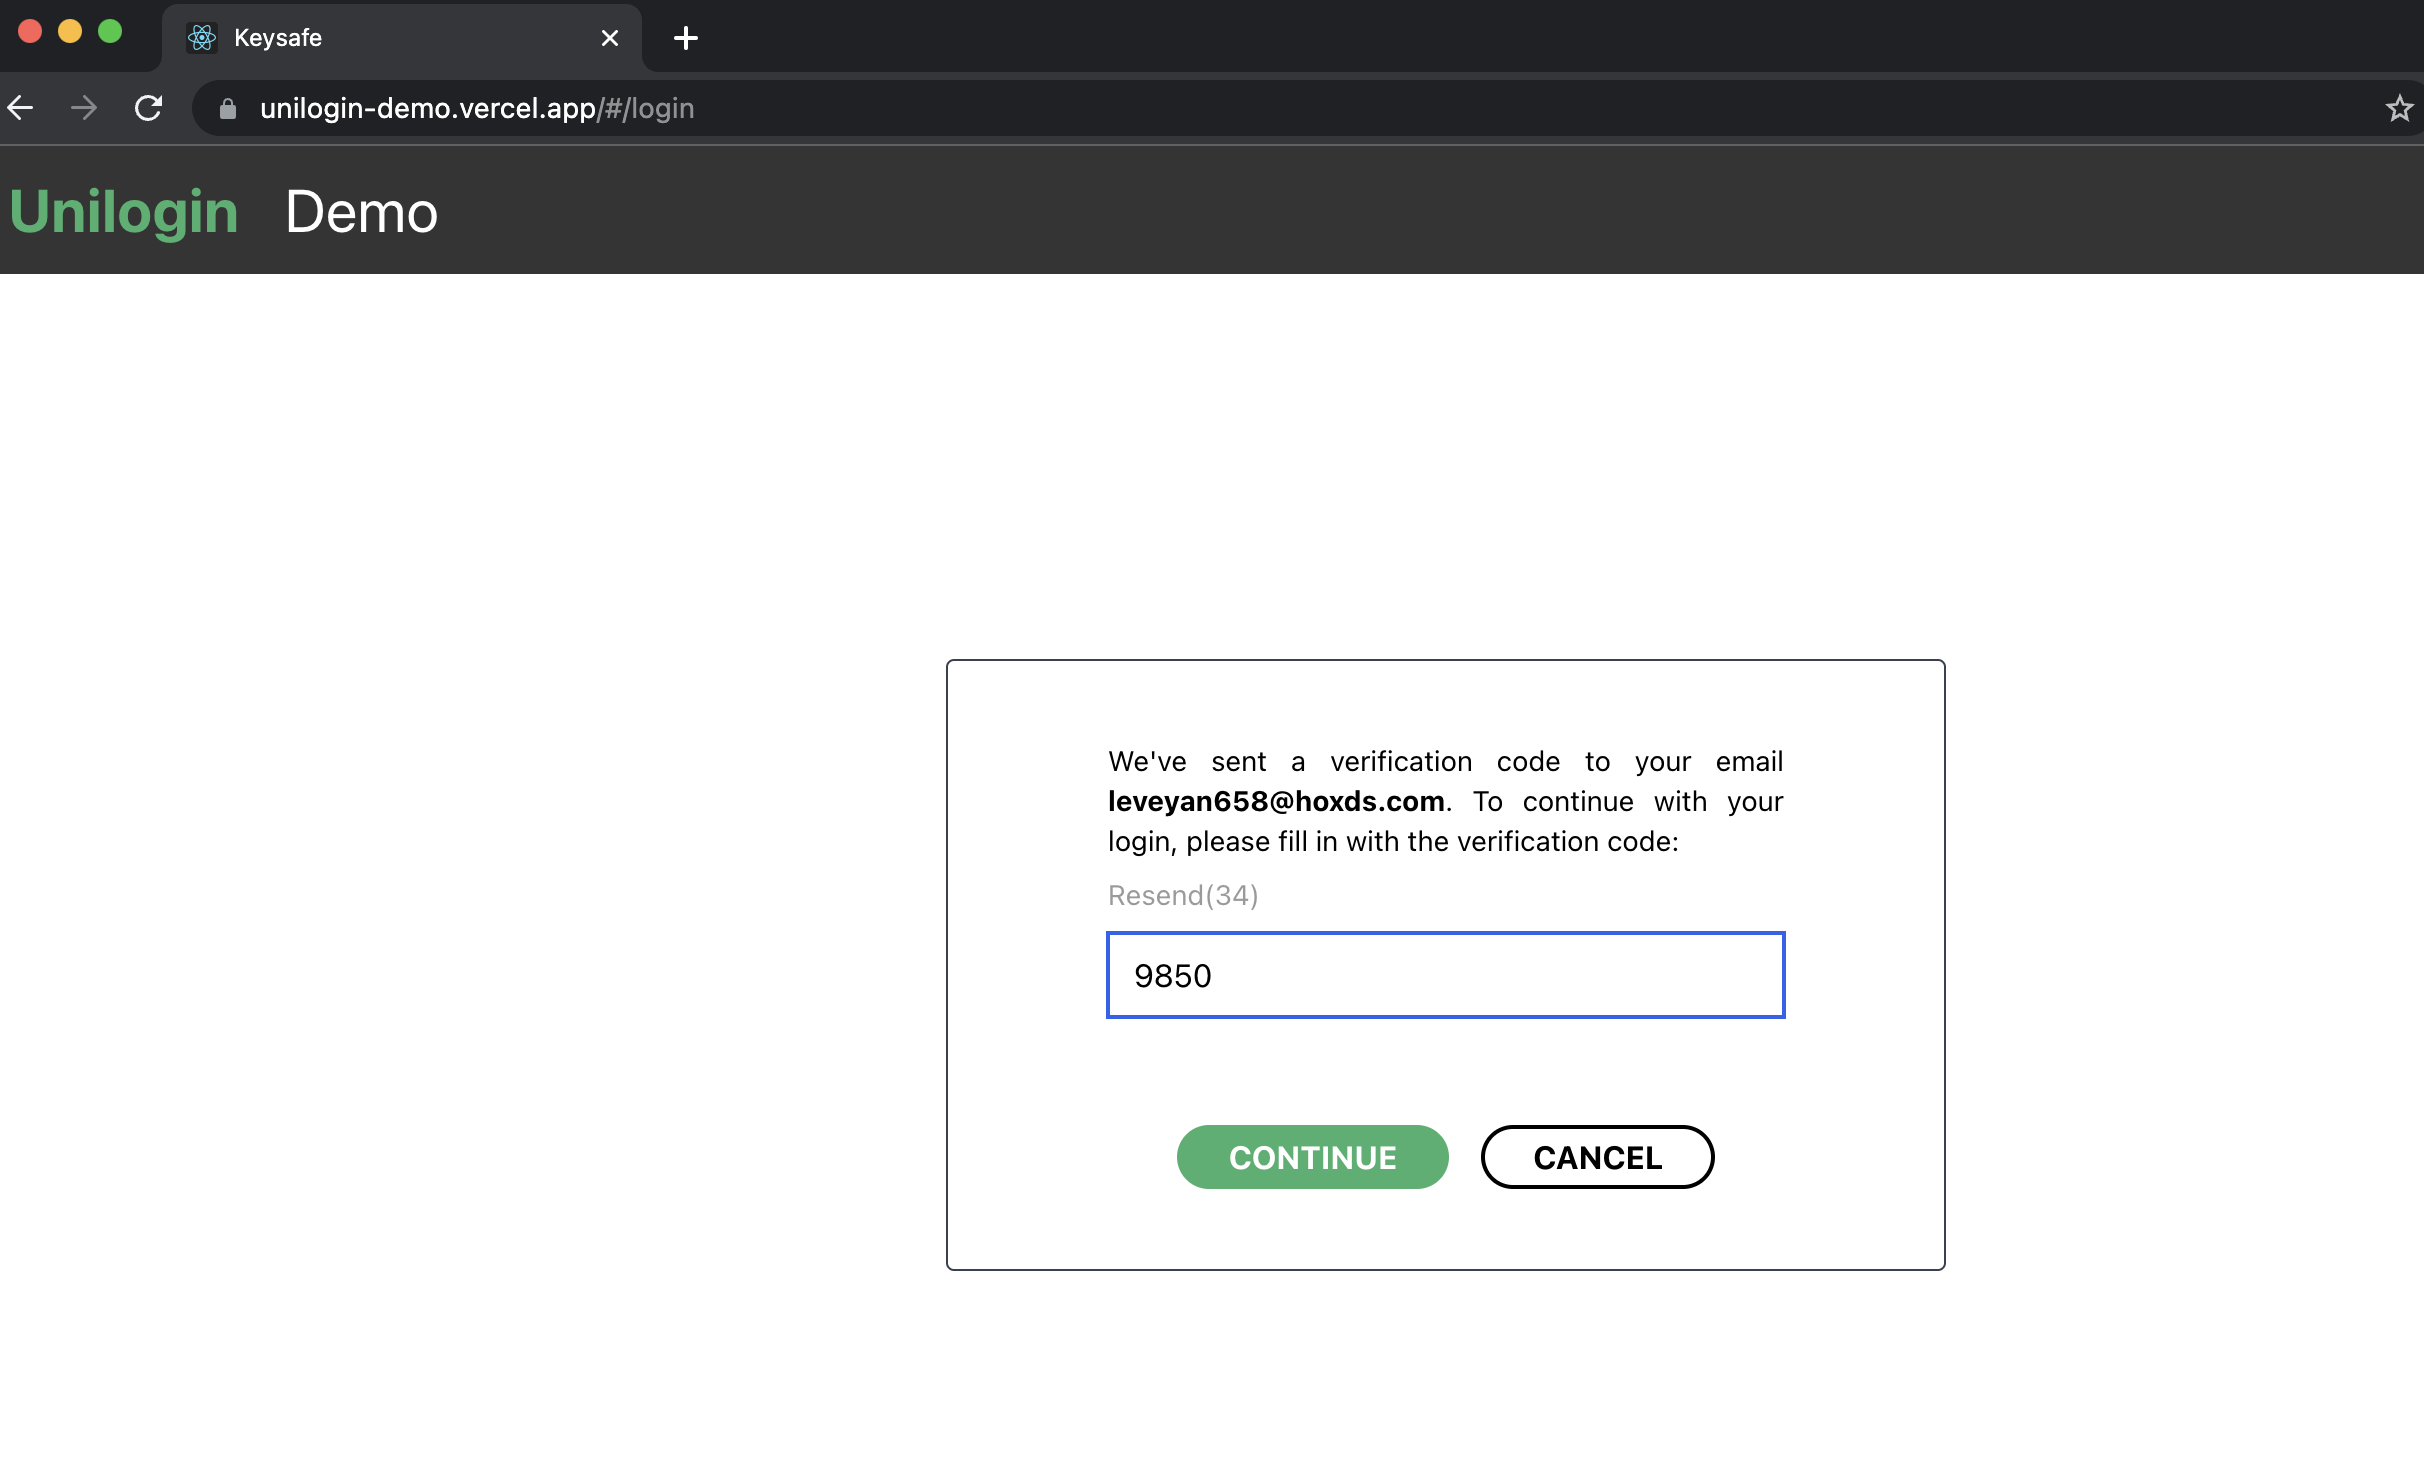 Keysafe
unilogin-demo.vercel.app/#/login
Unilogin Demo
We've sent a verification code to your email
leveyan658@hoxds.com. To continue with your
login, please fill in with the verification code:
Resend(34)
9850
CONTINUE CANCEL